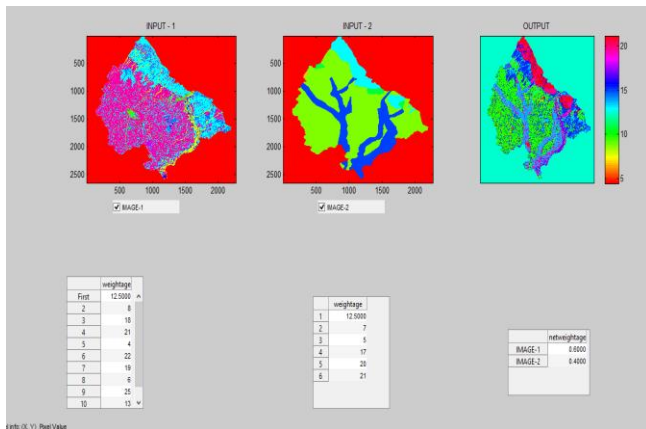 INPUT - 1
INPUT - 2
OUTPUT
500
1000
1500
2000
2500
500 1000 1500 2000
IMAGE-1
500
1000
1500
2000
2500
500 1000 1500 2000
IMAGE-2
20
15
10
5
weightage
First 12.5000
2 8
3 18
4 21
5 4
6 22
7 19
8 6
9 25
10 13
weightage
1 12.5000
2 7
3 5
4 17
5 20
6 21
netweightage
IMAGE-1 0.6000
IMAGE-2 0.4000
(X, Y) Pixel Value